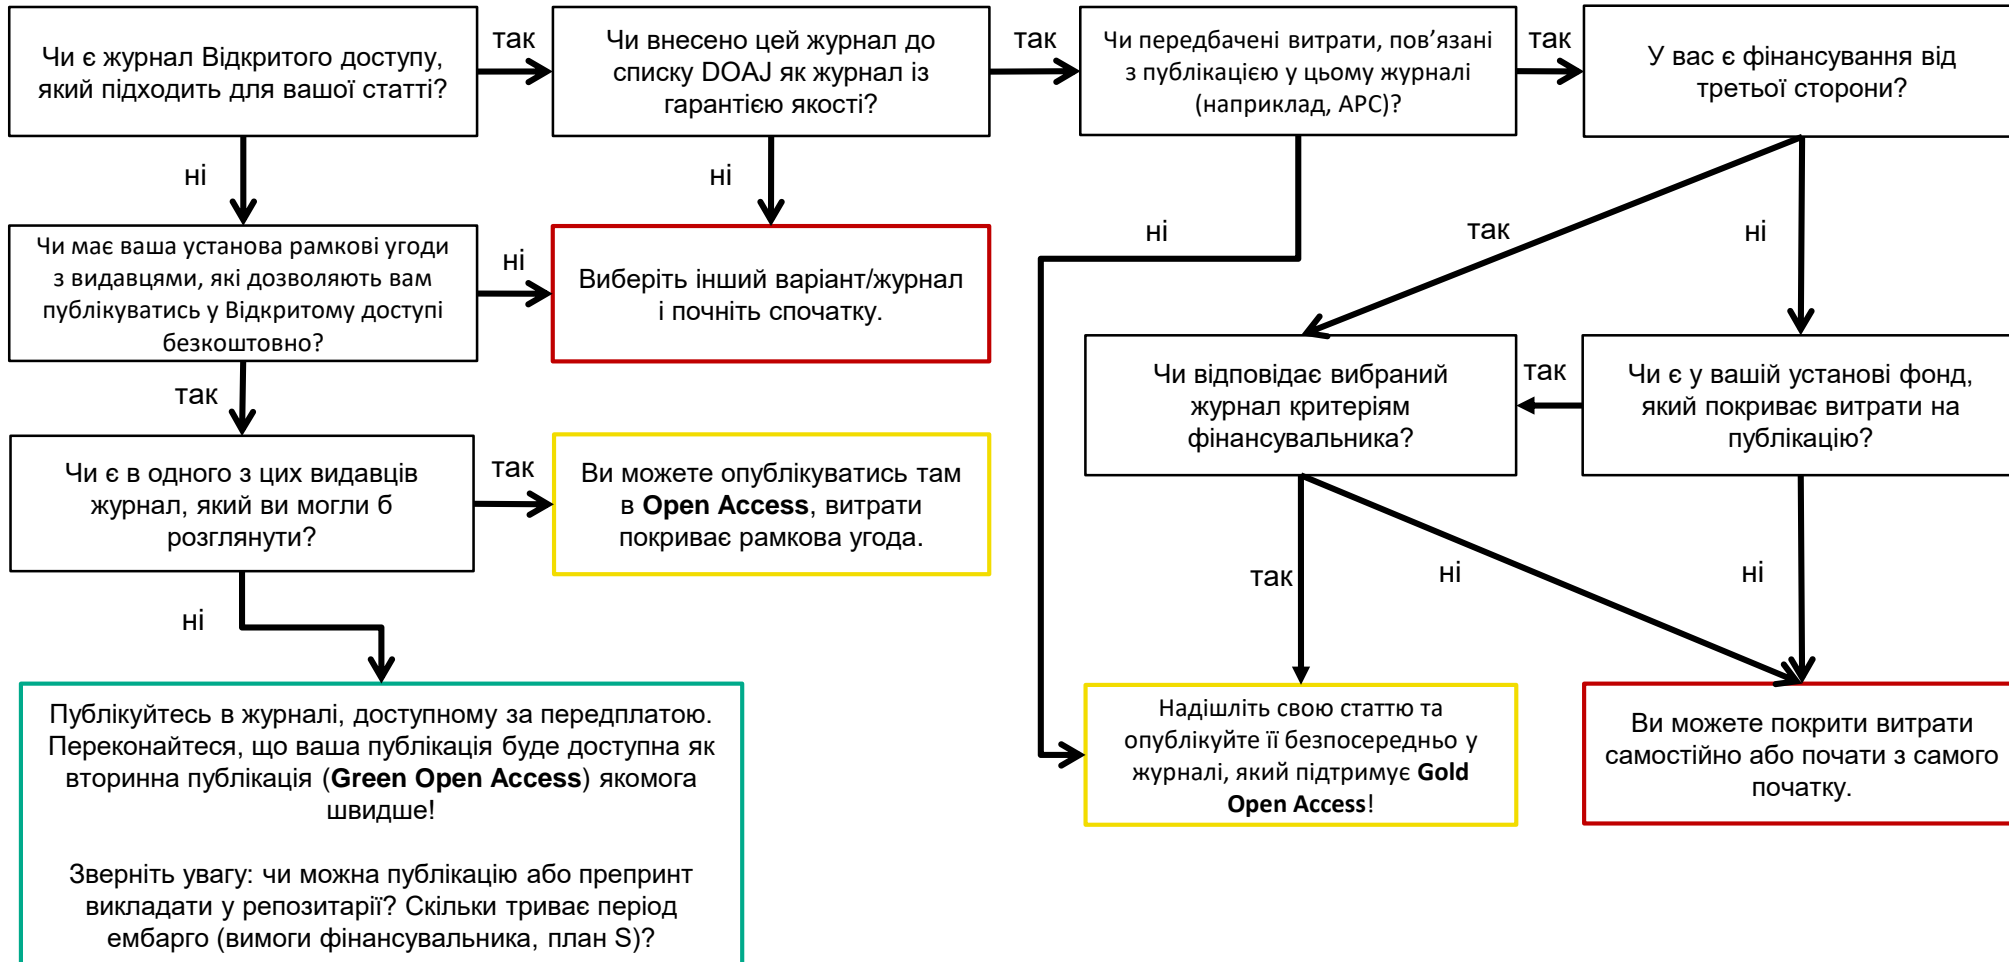 Чи є журнал Відкритого доступу,
який підходить для вашої статті?
так
Чи внесено цей журнал до
списку DOAJ як журнал із
гарантією якості?
так
Чи передбачені витрати, пов’язані
з публікацією у цьому журналі
(наприклад, APC)?
так
У вас є фінансування від
третьої сторони?
ні
ні
ні
так
ні
Чи має ваша установа рамкові угоди
з видавцями, які дозволяють вам
публікуватись у Відкритому доступі
безкоштовно?
ні
Виберіть інший варіант/журнал
і почніть спочатку.
так
Чи відповідає вибраний
журнал критеріям
фінансувальника?
так
Чи є у вашій установі фонд,
який покриває витрати на
публікацію?
Чи є в одного з цих видавців
журнал, який ви могли б
розглянути?
так
Ви можете опублікуватись там
в Open Access, витрати
покриває рамкова угода.
так
ні
ні
ні
Публікуйтесь в журналі, доступному за передплатою.
Переконайтеся, що ваша публікація буде доступна як
вторинна публікація (Green Open Access) якомога
швидше!
Зверніть увагу: чи можна публікацію або препринт
викладати у репозитарії? Скільки триває період
ембарго (вимоги фінансувальника, план S)?
Надішліть свою статтю та
опублікуйте її безпосередньо у
журналі, який підтримує Gold
Open Access!
Ви можете покрити витрати
самостійно або почати з самого
початку.